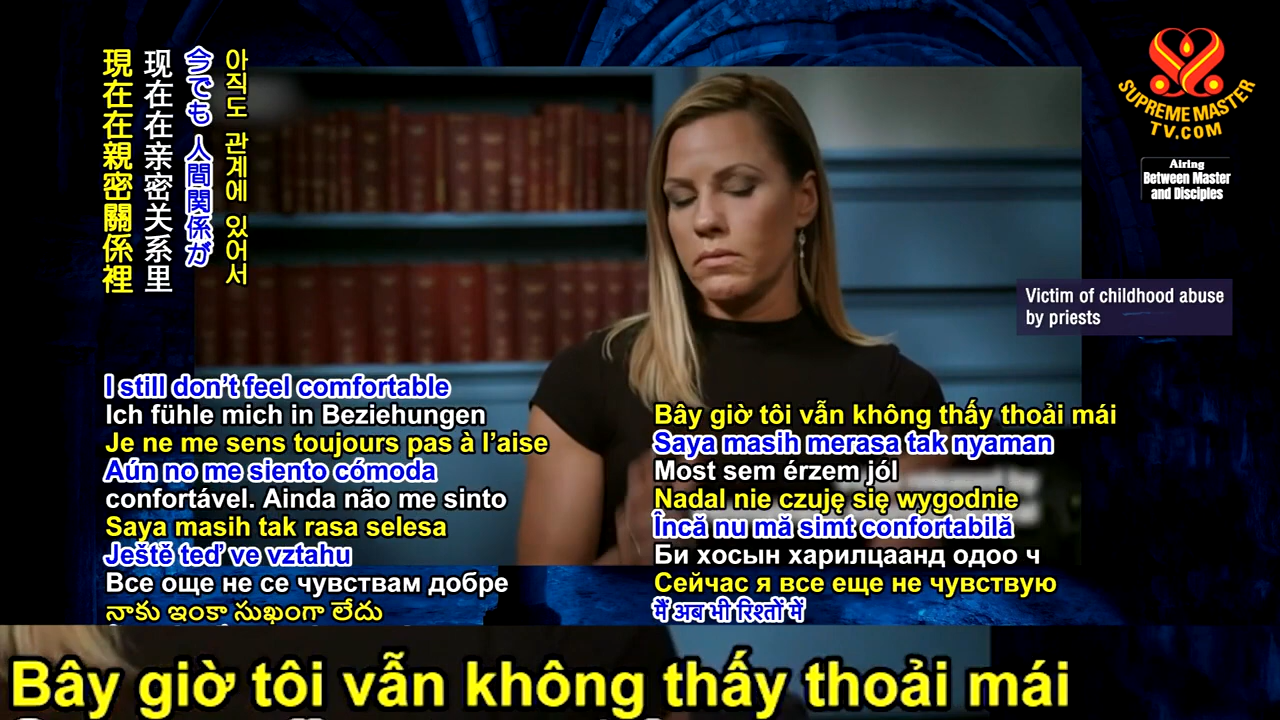 現在在親密關係裡
现在在亲密关系里
今でも 人間関係が
아직도 관계에 있어서
SUPREME MASTER
TV.COM
Airing
Between Master
and Disciples
Victim of childhood abuse
by priests
I still don't feel comfortable
Ich fühle mich in Beziehungen
Je ne me sens toujours pas à l'aise
Aún no me siento cómoda
confortável. Ainda não me sinto
Saya masih tak rasa selesa
Ještě teď ve vztahu
Все още не се чувствам добре
నాకు ఇంకా సుఖంగా లేదు
Bây giờ tôi vẫn không thấy thoải mái
Saya masih merasa tak nyaman
Most sem érzem jól
Nadal nie czuję się wygodnie
Încă nu mă simt confortabilă
Би хосын харилцаанд одоо ч
Сейчас я все еще не чувствую
मैं अब भी रिश्तों में
Bây giờ tôi vẫn không thấy thoải mái